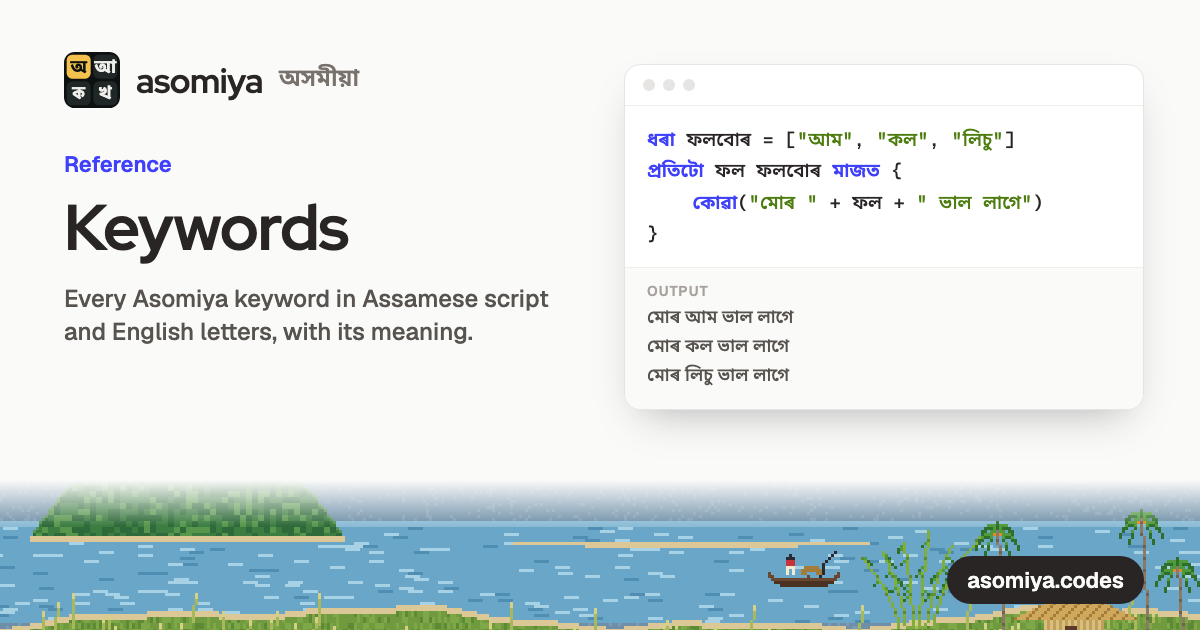 অ আ
ক খ
asomiya অসমীয়া
Reference
Keywords
Every Asomiya keyword in Assamese script
and English letters, with its meaning.
ধৰা ফলবোৰ = ["আম", "কল", "লিচু"]
প্ৰতিটো ফল ফলবোৰ মাজত {
কোৱা("মোৰ " + ফল + " ভাল লাগে")
}
OUTPUT
মোৰ আম ভাল লাগে
মোৰ কল ভাল লাগে
মোৰ লিচু ভাল লাগে
asomiya.codes